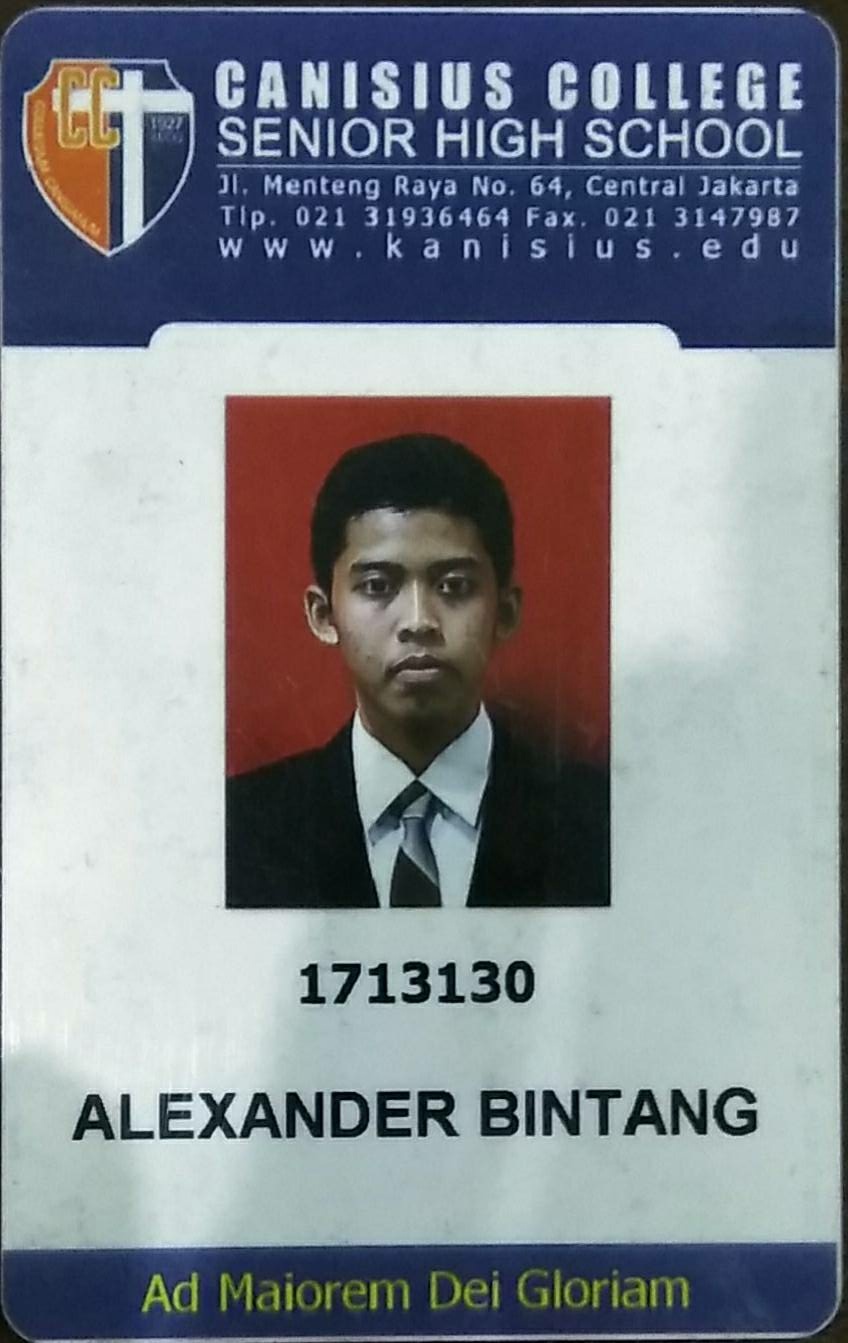 CC
1927
CANISIUS COLLEGE
SENIOR HIGH SCHOOL
Jl. Menteng Raya No. 64, Central Jakarta
Tlp. 021 31936464 Fax. 021 3147987
www.kanisius.edu
1713130
ALEXANDER BINTANG
Ad Maiorem Dei Gloriam